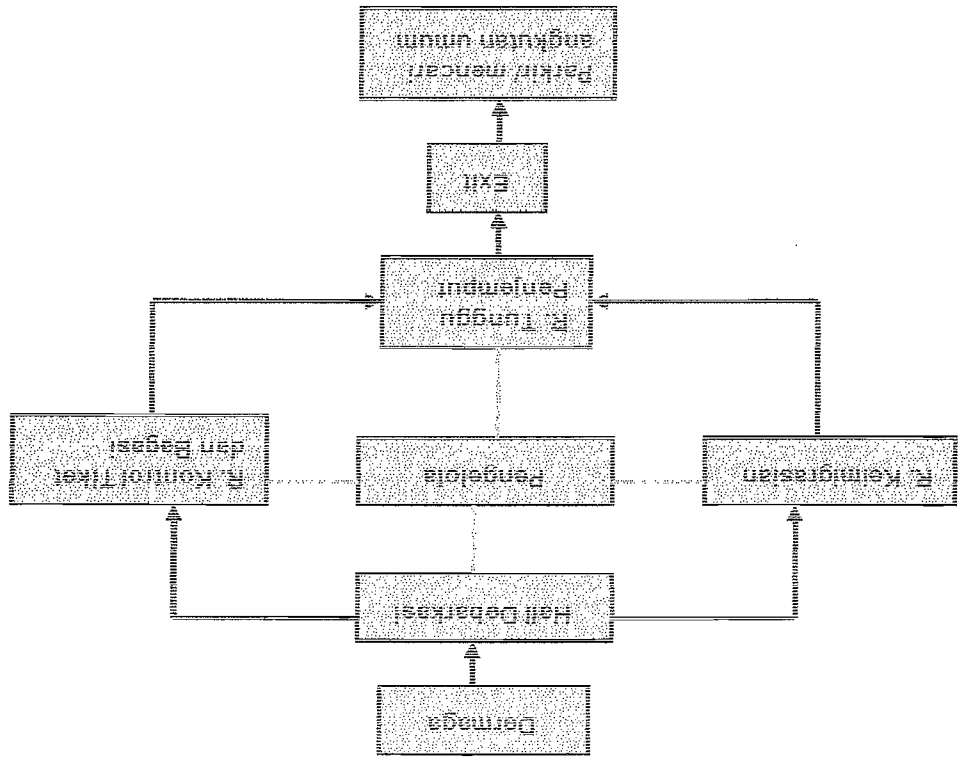 Dermaga
Hall Debarkasi
R. Keimigrasian
Pengelola
R. Kontrol Tiket
dan Bagasi
R. Tunggu
Penjemput
Exit
Parkir/ mencari
angkutan umum